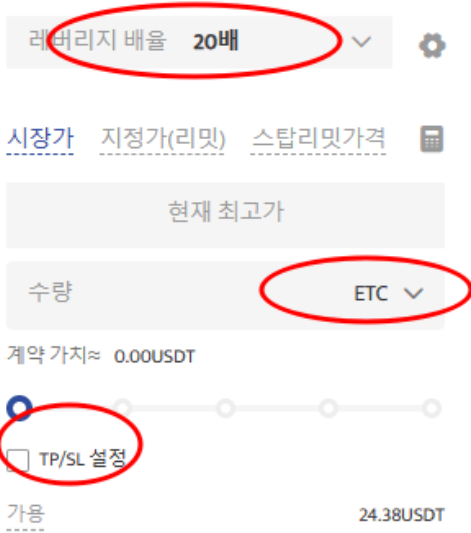 레버리지 배율 20배
시장가 지정가(리밋) 스탑리밋가격
현재 최고가
수량 ETC
계약 가치≈ 0.00USDT
TP/SL 설정
가용 24.38USDT